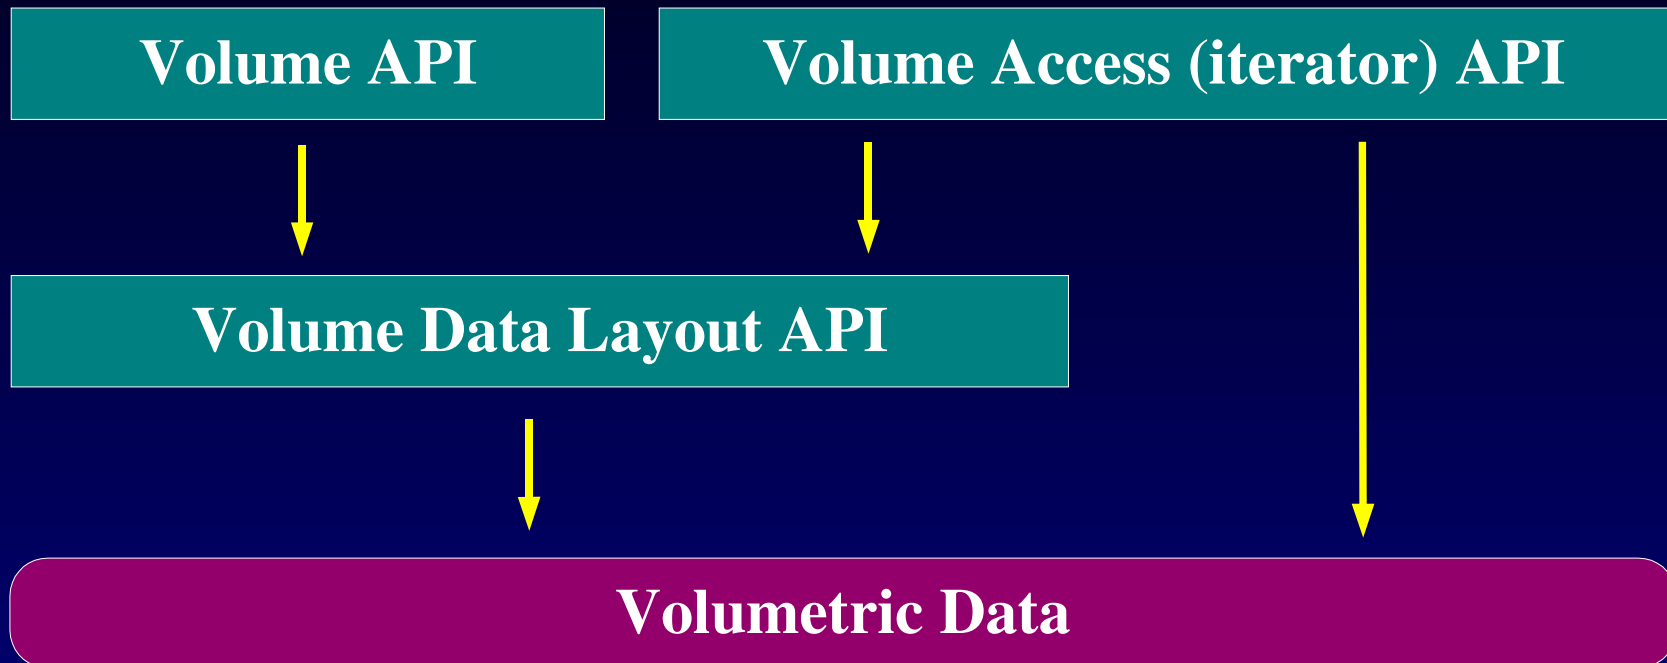 Volume API
Volume Access (iterator) API
Volume Data Layout API
Volumetric Data